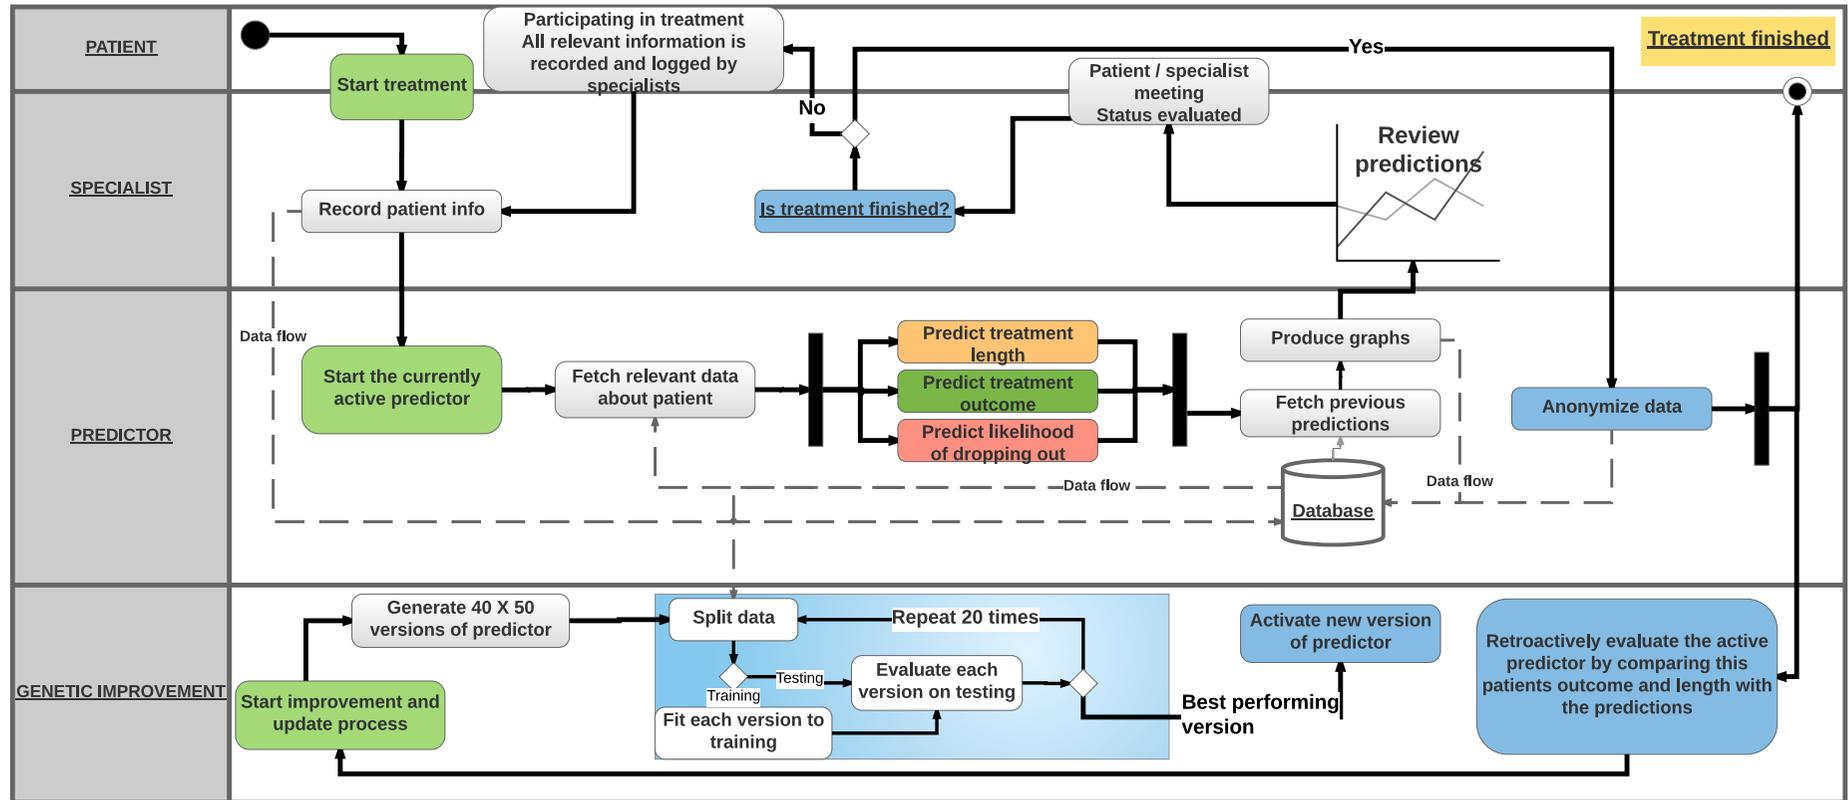 PATIENT
Participating in treatment
All relevant information is
recorded and logged by
specialists
Yes
Treatment finished
Start treatment
No
Patient / specialist
meeting
Status evaluated
SPECIALIST
Record patient info
Is treatment finished?
Review
predictions
PREDICTOR
Data flow
Start the currently
active predictor
Fetch relevant data
about patient
Predict treatment
length
Predict treatment
outcome
Predict likelihood
of dropping out
Produce graphs
Fetch previous
predictions
Anonymize data
Data flow
Data flow
Database
GENETIC IMPROVEMENT
Generate 40 X 50
versions of predictor
Start improvement and
update process
Split data
Repeat 20 times
Testing
Training
Evaluate each
version on testing
Fit each version to
training
Best performing
version
Activate new version
of predictor
Retroactively evaluate the active
predictor by comparing this
patients outcome and length with
the predictions